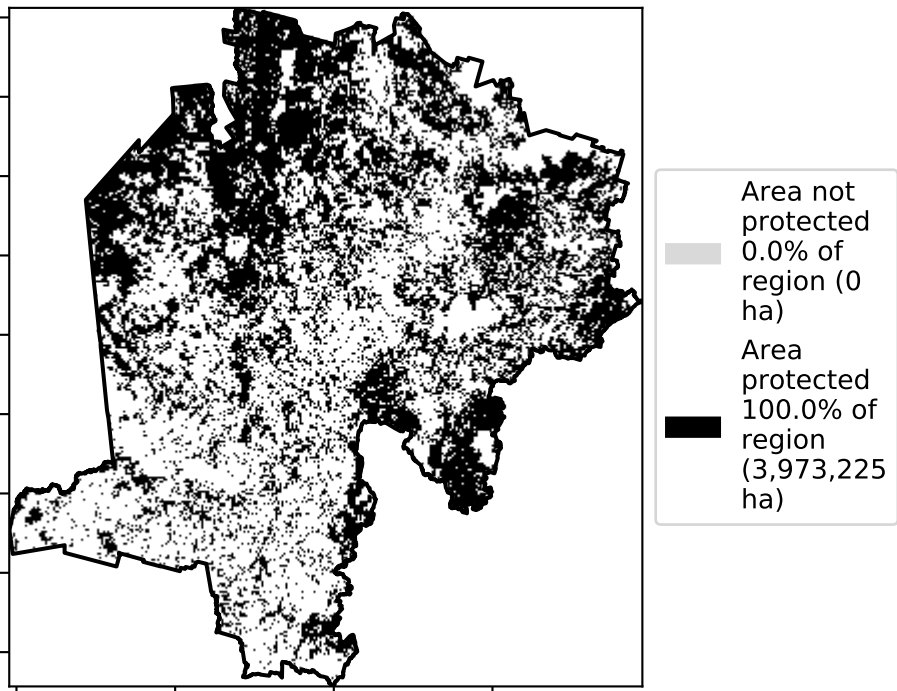 Area not
protected
0.0% of
region (0
ha)
Area
protected
100.0% of
region
(3,973,225
ha)